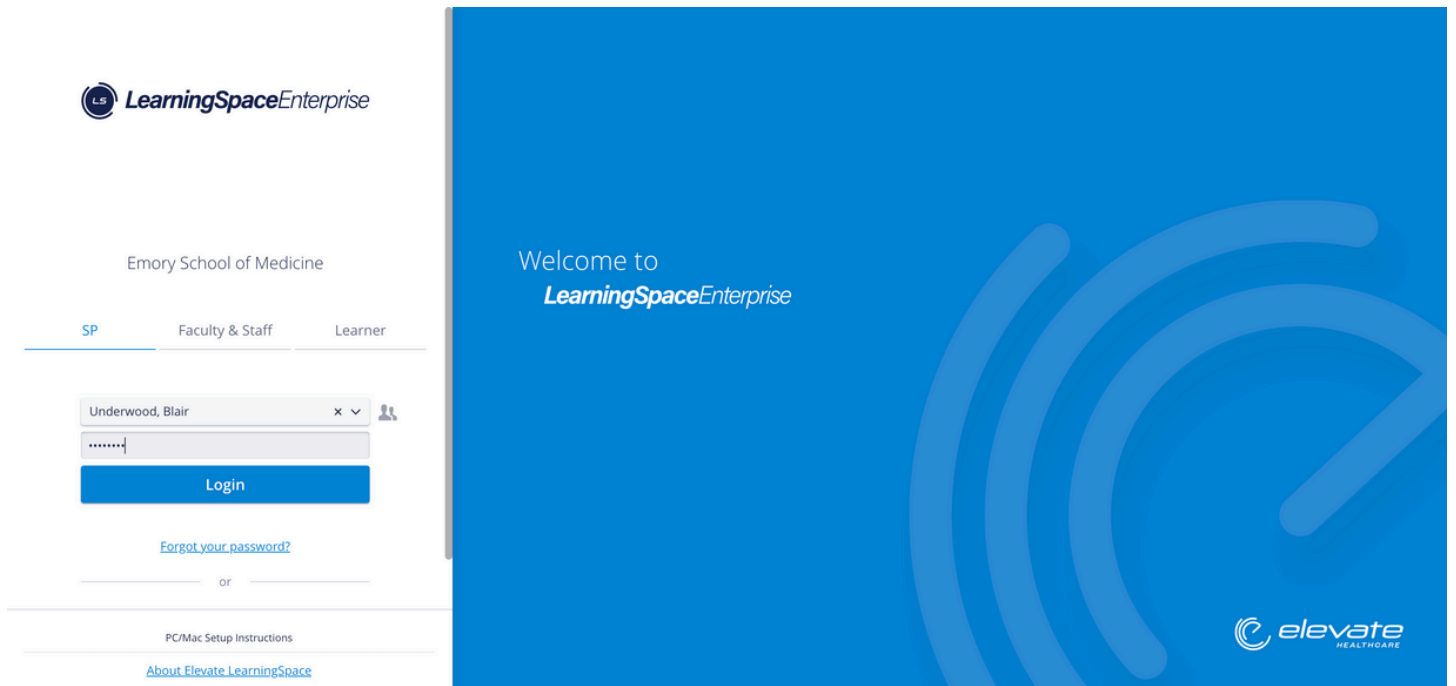 LS LearningSpaceEnterprise
Emory School of Medicine
SP Faculty & Staff Learner
Underwood, Blair
••••••••
Login
Forgot your password?
or
PC/Mac Setup Instructions
About Elevate LearningSpace
Welcome to
LearningSpaceEnterprise
elevate
HEALTHCARE